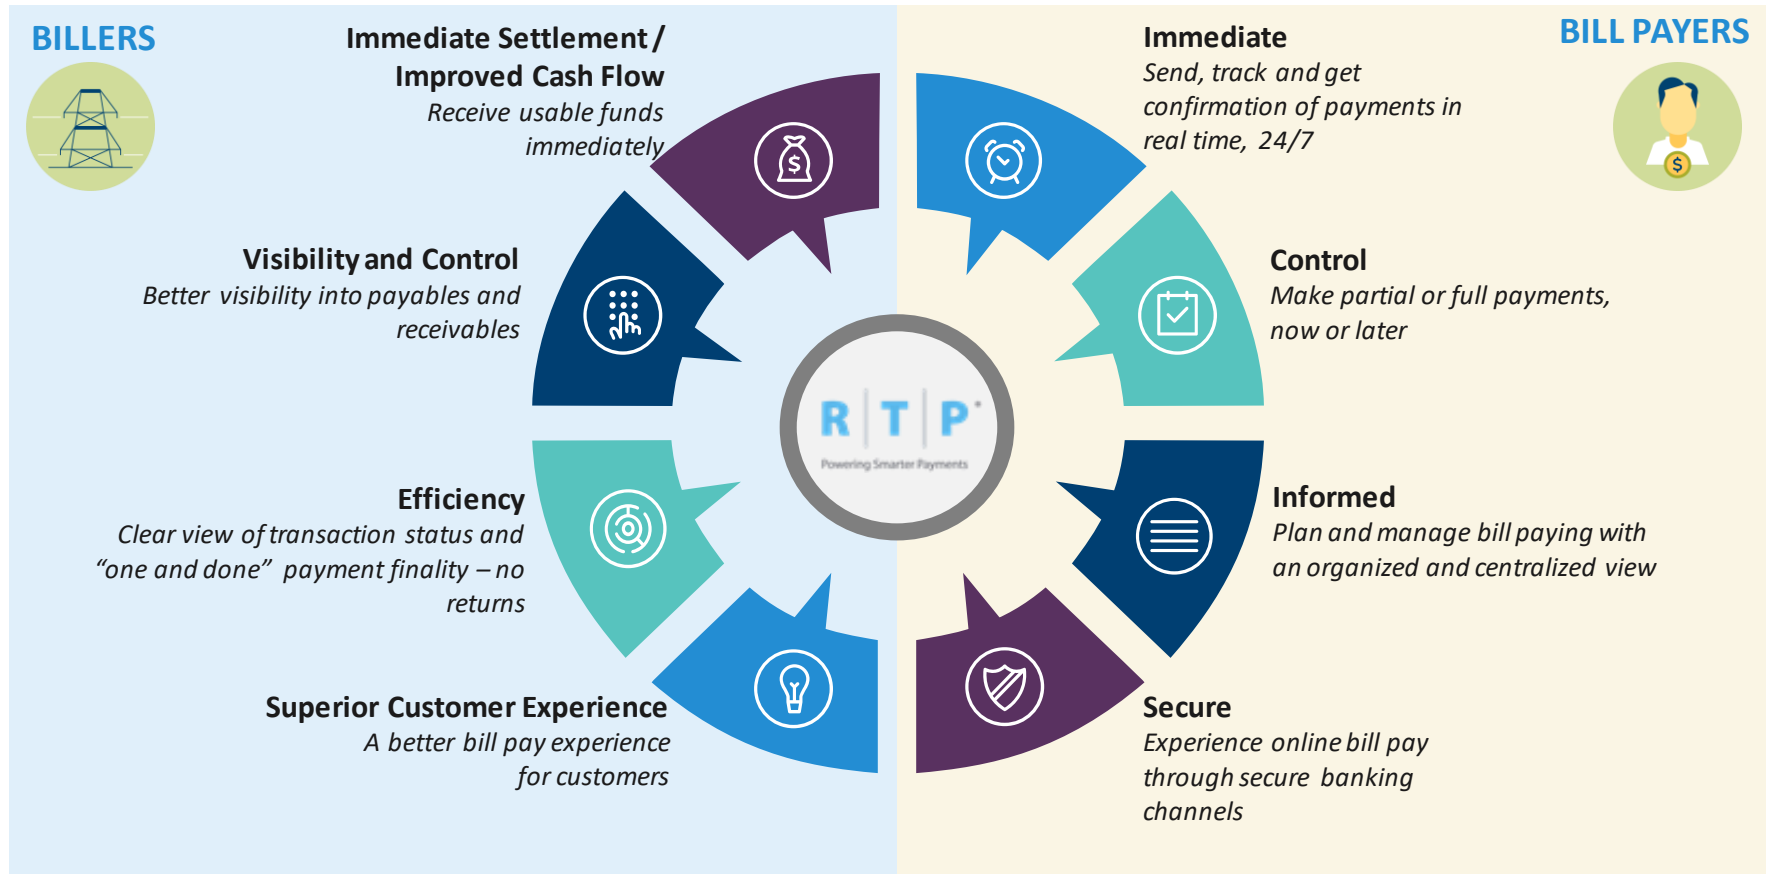 BILLERS
Immediate Settlement /
Improved Cash Flow
Receive usable funds
immediately
Visibility and Control
Better visibility into payables and
receivables
Efficiency
Clear view of transaction status and
“one and done” payment finality – no
returns
Superior Customer Experience
A better bill pay experience
for customers
R|T|P
Powering Smarter Payments
BILL PAYERS
Immediate
Send, track and get
confirmation of payments in
real time, 24/7
Control
Make partial or full payments,
now or later
Informed
Plan and manage bill paying with
an organized and centralized view
Secure
Experience online bill pay
through secure banking
channels